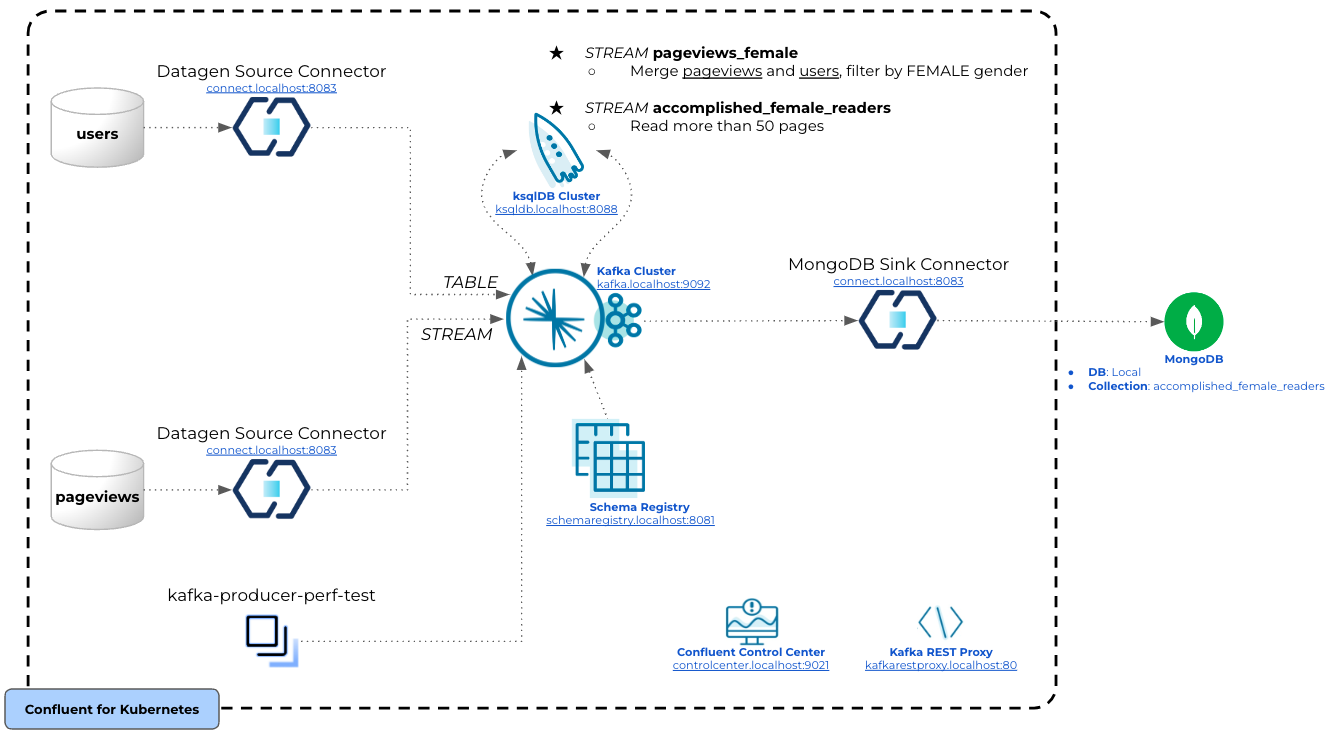 ★ STREAM pageviews_female
○ Merge pageviews and users, filter by FEMALE gender
★ STREAM accomplished_female_readers
○ Read more than 50 pages
Datagen Source Connector
connect.localhost:8083
users
ksqlDB Cluster
ksqldb.localhost:8088
TABLE
Kafka Cluster
kafka.localhost:9092
STREAM
MongoDB Sink Connector
connect.localhost:8083
MongoDB
● DB: Local
● Collection: accomplished_female_readers
Datagen Source Connector
connect.localhost:8083
pageviews
Schema Registry
schemaregistry.localhost:8081
kafka-producer-perf-test
Confluent Control Center
controlcenter.localhost:9021
Kafka REST Proxy
kafkarestproxy.localhost:80
Confluent for Kubernetes